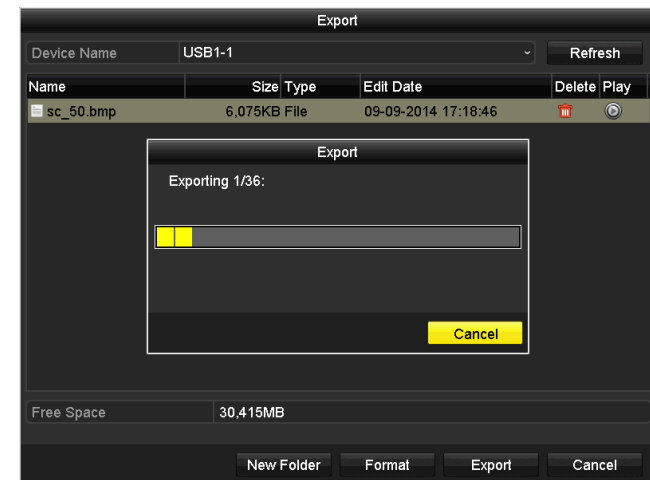 Export
Device Name USB1-1 Refresh
Name Size Type Edit Date Delete Play
sc_50.bmp 6,075KB File 09-09-2014 17:18:46
Export
Exporting 1/36:
Cancel
Free Space 30,415MB
New Folder Format Export Cancel